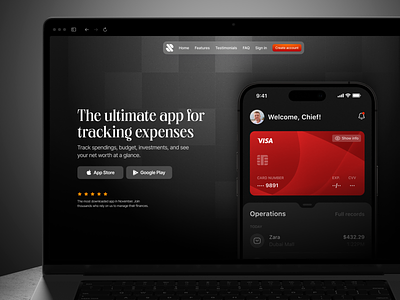 Home Features Testimonials FAQ Sign in Create account
The ultimate app for
tracking expenses
Track spendings, budget, investments, and see
your net worth at a glance.
App Store Google Play
The most downloaded app in November. Join
thousands who rely on us to manage their finances.
9:41
Welcome, Chief!
VISA Show info
CARD NUMBER EXP CVV
•••• 9891 --/-- •••
Operations Full records
Zara $432.29